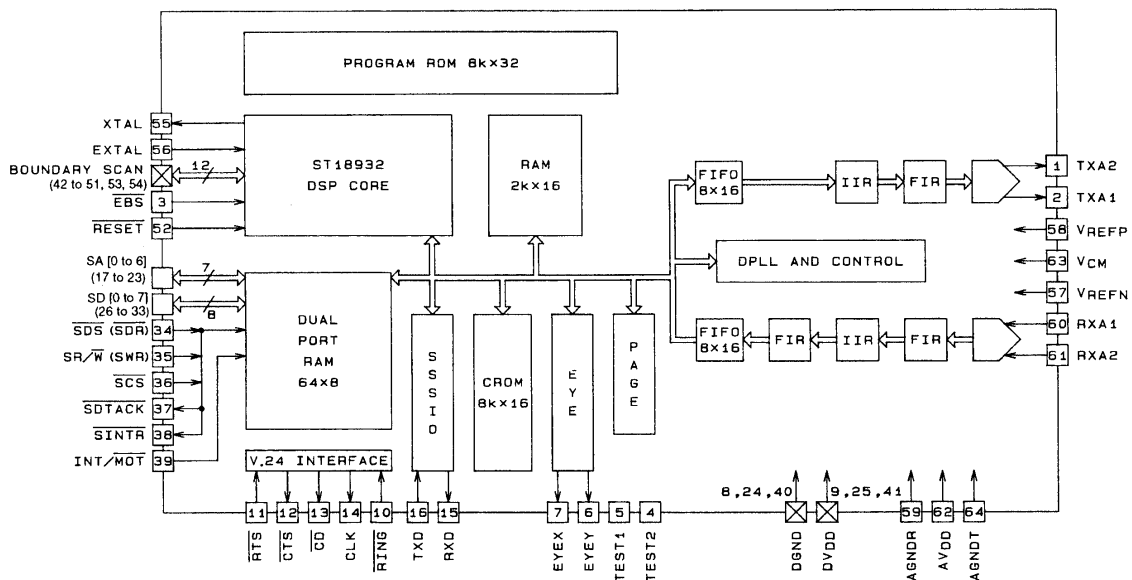 PROGRAM ROM 8k×32
XTAL 55
EXTAL 56
BOUNDARY SCAN 12
(42 to 51, 53, 54)
EBS 3
RESET 52
ST18932
DSP CORE
RAM
2k×16
FIFO
8×16
IIR
FIR
1 TXA2
2 TXA1
58 VREFP
63 VCM
57 VREFN
60 RXA1
61 RXA2
DPLL AND CONTROL
FIFO
8×16
FIR
IIR
FIR
SA [0 to 6] 7
(17 to 23)
SD [0 to 7] 8
(26 to 33)
SDS (SDR) 34
SR/W (SWR) 35
SCS 36
SDTACK 37
SINTR 38
INT/MOT 39
DUAL
PORT
RAM
64×8
SSSIO
CROM
8k×16
EYE
PAGE
V.24 INTERFACE
11 12 13 14 10 16 15 7 6 5 4
RTS
CTS
CD
CLK
RING
TXD
RXD
EYEX
EYEY
TEST1
TEST2
8,24,40
9,25,41
59 62 64
DGND
DVDD
AGNDR
AVDD
AGNDT